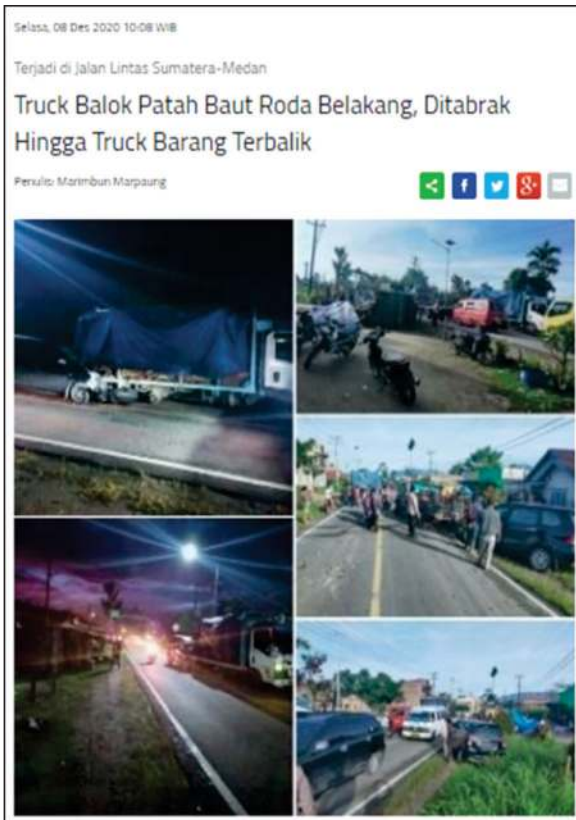 Selasa, 08 Des 2020 10:08 WIB
Terjadi di Jalan Lintas Sumatera-Medan
Truck Balok Patah Baut Roda Belakang, Ditabrak
Hingga Truck Barang Terbalik
Penulis: Marimbun Marpaung